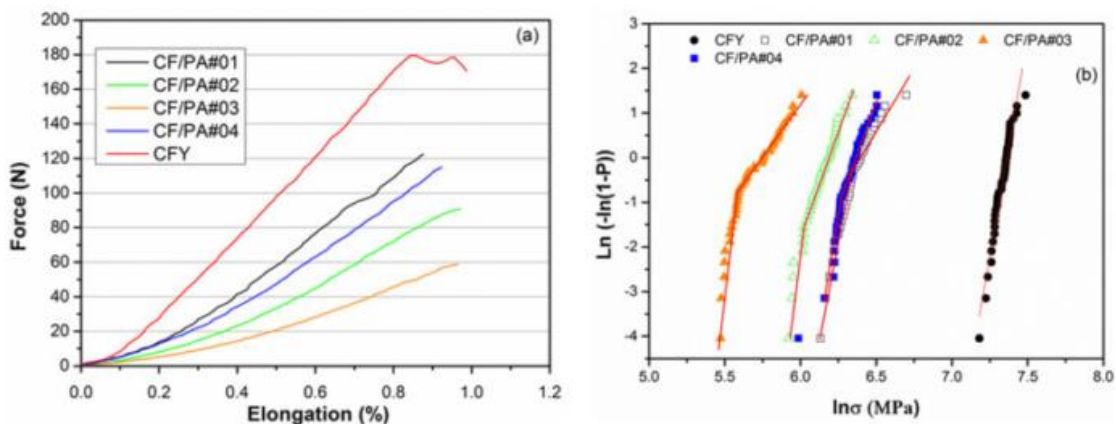 (a)
200
180
160
140
120
100
80
60
40
20
0
Force (N)
CF/PA#01
CF/PA#02
CF/PA#03
CF/PA#04
CFY
0.0 0.2 0.4 0.6 0.8 1.0 1.2
Elongation (%)
CFY CF/PA#01 CF/PA#02 CF/PA#03
CF/PA#04
(b)
2
1
0
-1
-2
-3
-4
Ln (-ln(1-P))
5.0 5.5 6.0 6.5 7.0 7.5 8.0
lnσ (MPa)